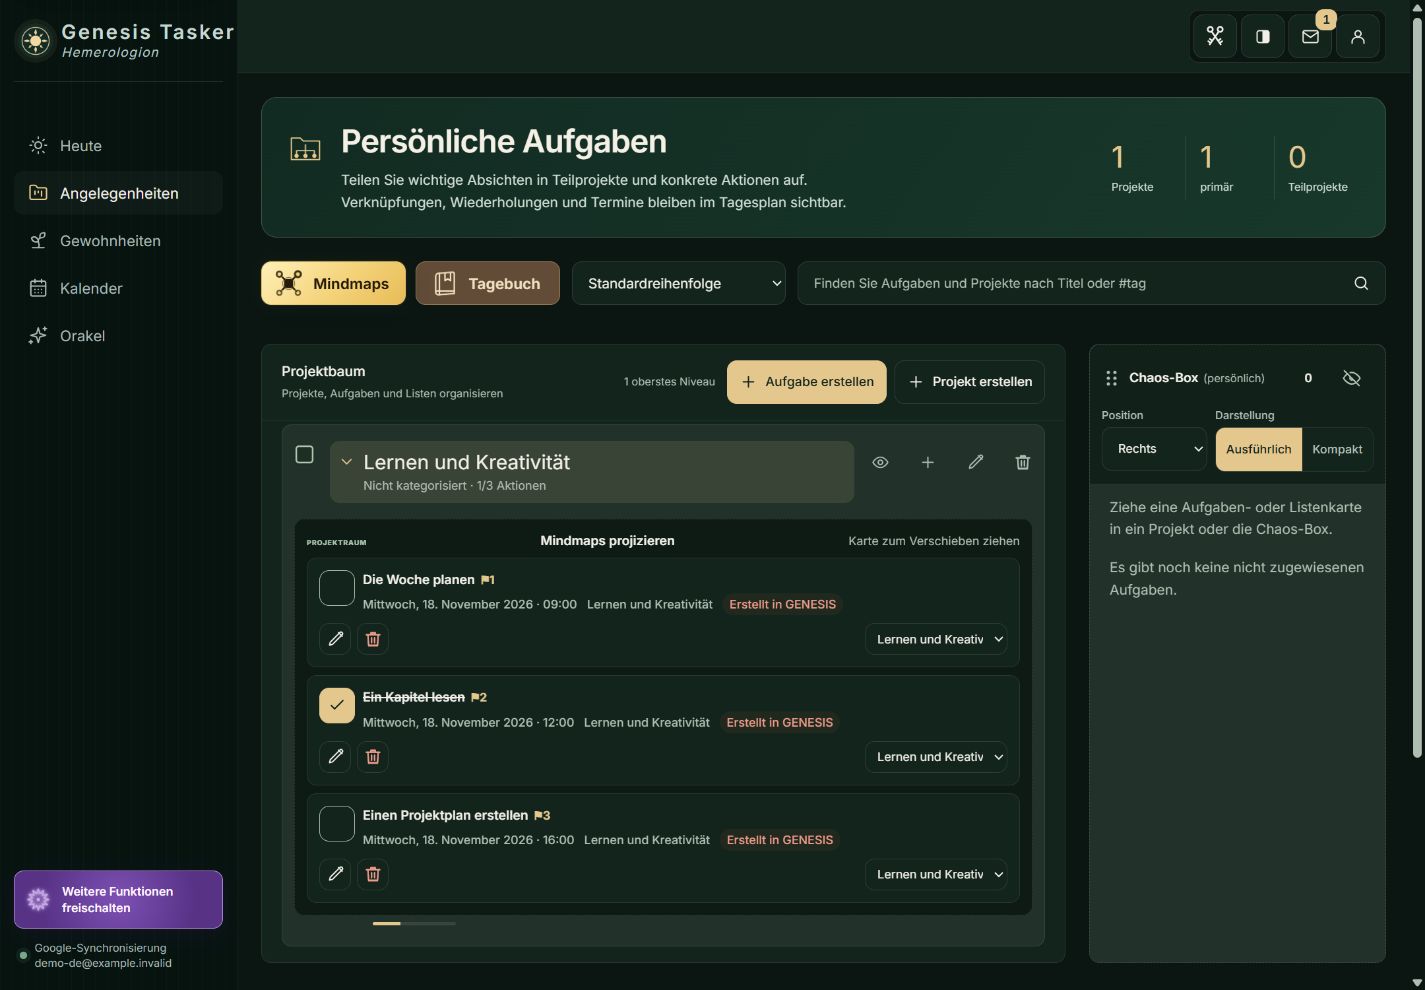 Genesis Tasker
Hemerologion
1
Heute
Angelegenheiten
Gewohnheiten
Kalender
Orakel
Weitere Funktionen
freischalten
Google-Synchronisierung
demo-de@example.invalid
Persönliche Aufgaben
Teilen Sie wichtige Absichten in Teilprojekte und konkrete Aktionen auf.
Verknüpfungen, Wiederholungen und Termine bleiben im Tagesplan sichtbar.
1
Projekte
1
primär
0
Teilprojekte
Mindmaps
Tagebuch
Standardreihenfolge
Finden Sie Aufgaben und Projekte nach Titel oder #tag
Projektbaum
Projekte, Aufgaben und Listen organisieren
1 oberstes Niveau
Aufgabe erstellen
Projekt erstellen
Lernen und Kreativität
Nicht kategorisiert · 1/3 Aktionen
PROJEKTRAUM
Mindmaps projizieren
Karte zum Verschieben ziehen
Die Woche planen 1
Mittwoch, 18. November 2026 · 09:00 Lernen und Kreativität Erstellt in GENESIS
Lernen und Kreativ
Ein Kapitel lesen 2
Mittwoch, 18. November 2026 · 12:00 Lernen und Kreativität Erstellt in GENESIS
Lernen und Kreativ
Einen Projektplan erstellen 3
Mittwoch, 18. November 2026 · 16:00 Lernen und Kreativität Erstellt in GENESIS
Lernen und Kreativ
Chaos-Box (persönlich) 0
Position
Darstellung
Rechts
Ausführlich
Kompakt
Ziehe eine Aufgaben- oder Listenkarte
in ein Projekt oder die Chaos-Box.
Es gibt noch keine nicht zugewiesenen
Aufgaben.